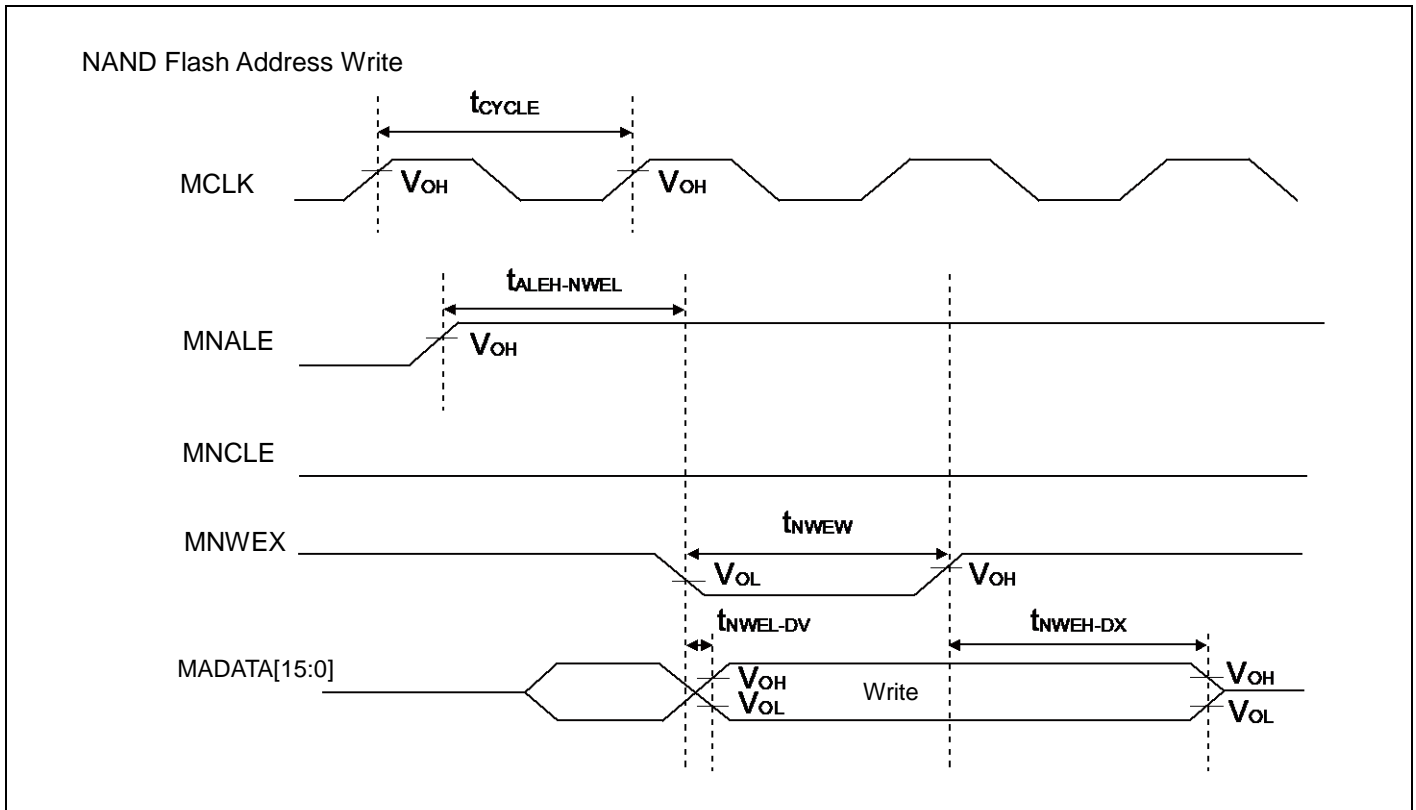 NAND Flash Address Write
tCYCLE
MCLK
VOH
VOH
tALEH-NWEL
MNALE
VOH
MNCLE
tNWEW
MNWEX
VOL
VOH
tNWEL-DV
tNWEH-DX
MADATA[15:0]
VOH
VOL
Write
VOH
VOL